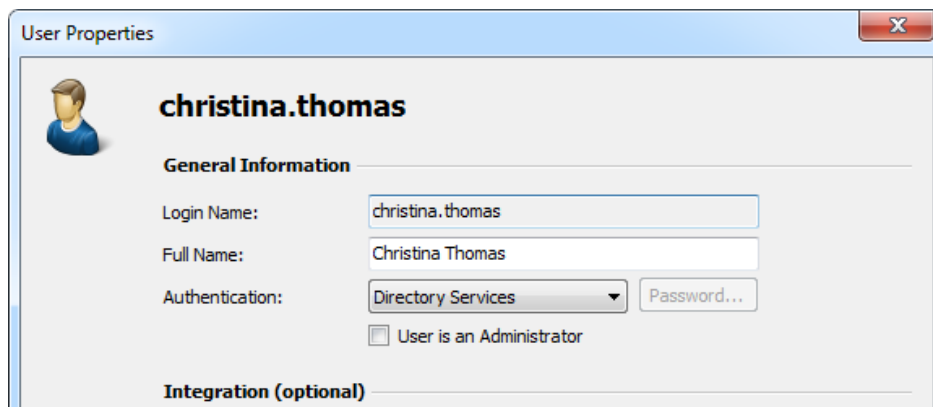 User Properties
christina.thomas
General Information
Login Name: christina.thomas
Full Name: Christina Thomas
Authentication: Directory Services Password...
User is an Administrator
Integration (optional)